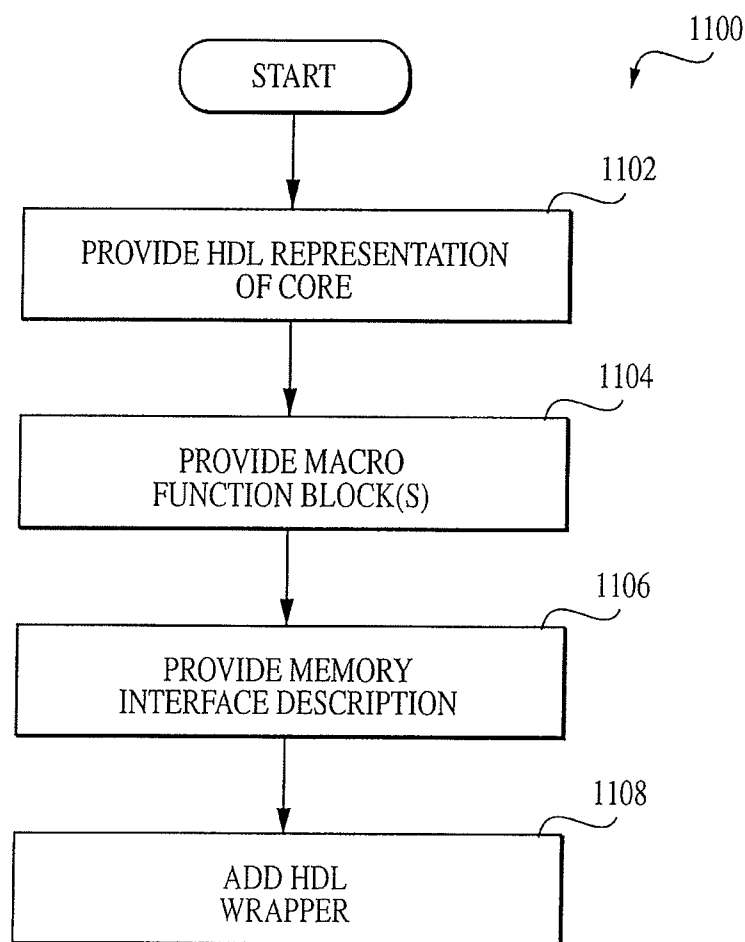 1100
START
1102
PROVIDE HDL REPRESENTATION
OF CORE
1104
PROVIDE MACRO
FUNCTION BLOCK(S)
1106
PROVIDE MEMORY
INTERFACE DESCRIPTION
1108
ADD HDL
WRAPPER